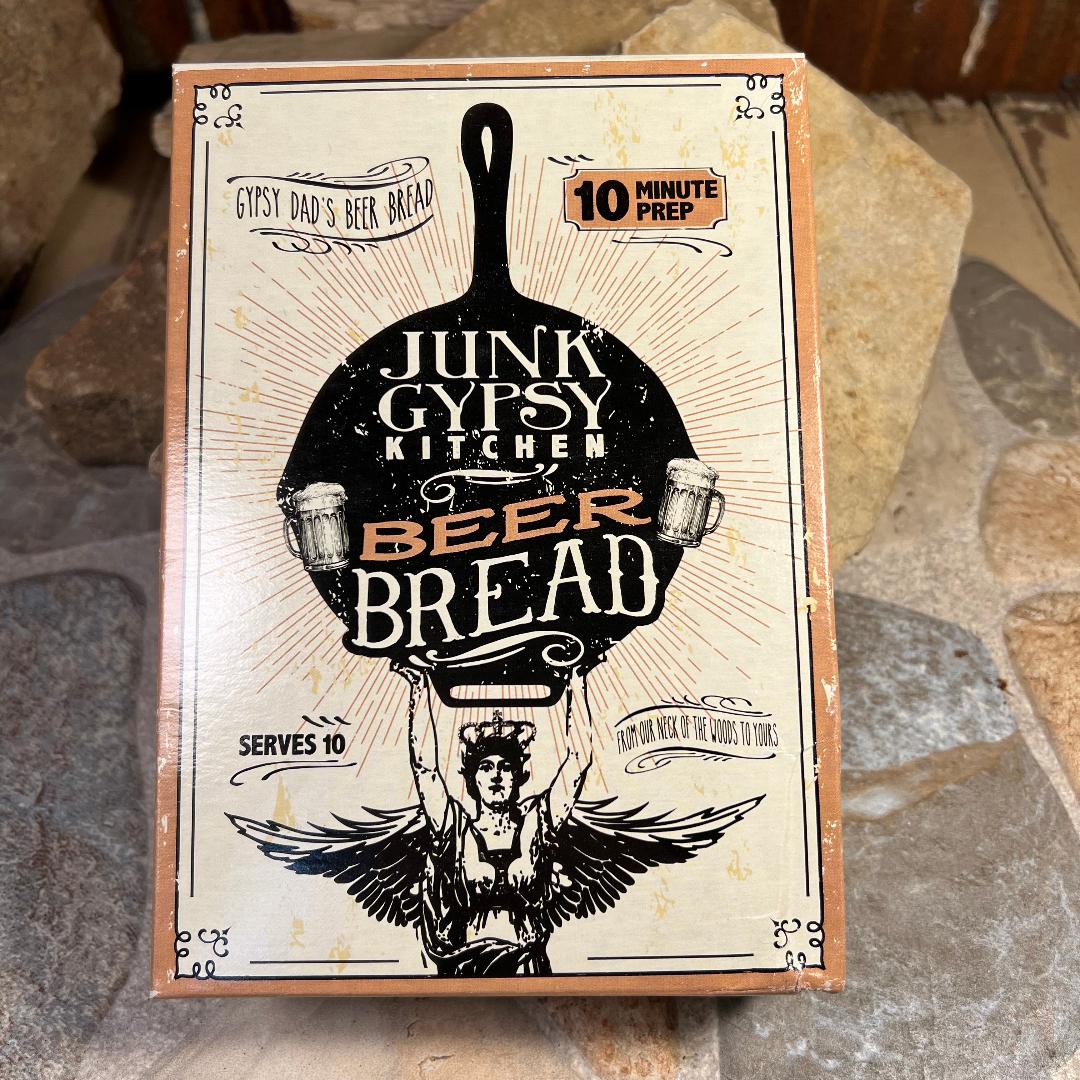 GYPSY DAD'S BEER BREAD
10 MINUTE
PREP
JUNK
GYPSY
KITCHEN
BEER
BREAD
SERVES 10
FROM OUR NECK OF THE WOODS TO YOURS